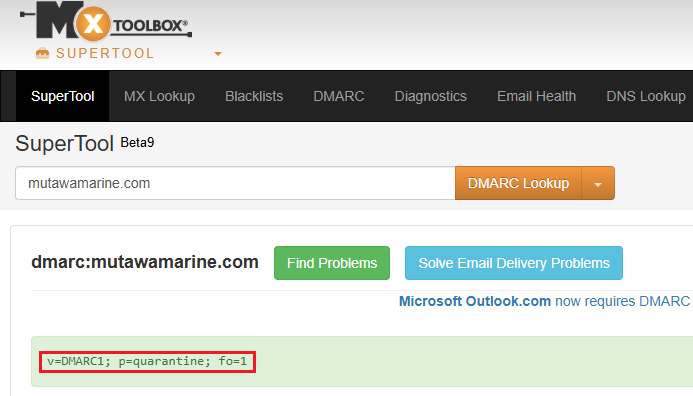 MX TOOLBOX®
SUPERTOOL
SuperTool MX Lookup Blacklists DMARC Diagnostics Email Health DNS Lookup
SuperTool Beta9
mutawamarine.com DMARC Lookup
dmarc:mutawamarine.com Find Problems Solve Email Delivery Problems
Microsoft Outlook.com now requires DMARC
v=DMARC1; p=quarantine; fo=1